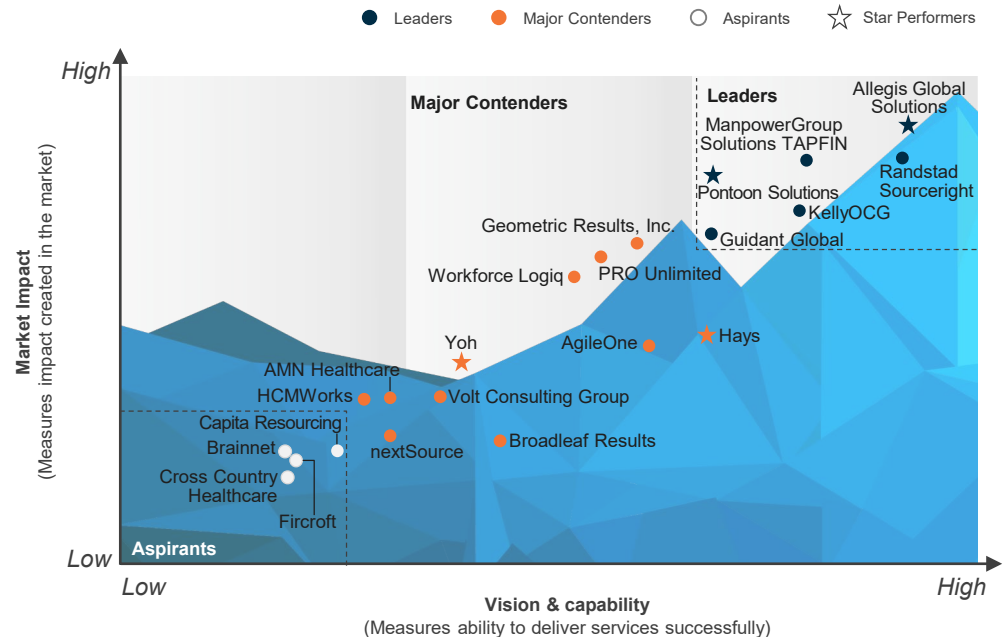 Leaders
Major Contenders
Aspirants
Star Performers
High
Major Contenders
Leaders
Allegis Global
Solutions
ManpowerGroup
Solutions TAPFIN
Randstad
Sourceright
Pontoon Solutions
KellyOCG
Geometric Results, Inc.
Guidant Global
Workforce Logiq
PRO Unlimited
Yoh
AgileOne
Hays
AMN Healthcare
HCMWorks
Volt Consulting Group
Capita Resourcing
Brainnet
nextSource
Broadleaf Results
Cross Country
Healthcare
Fircroft
Aspirants
Market Impact
(Measures impact created in the market)
Low
Low
High
Vision & capability
(Measures ability to deliver services successfully)